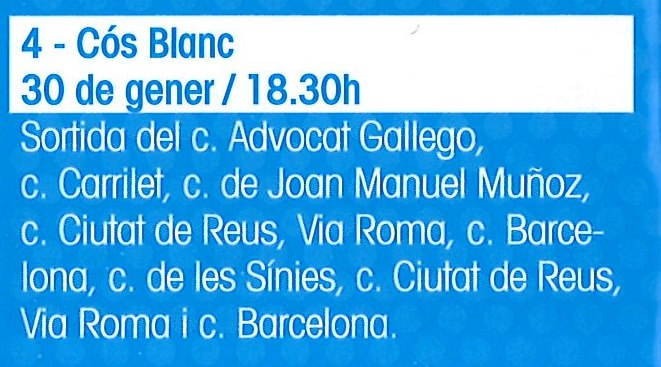 4 - Cós Blanc
30 de gener / 18.30h
Sortida del c. Advocat Gallego,
c. Carrilet, c. de Joan Manuel Muñoz,
c. Ciutat de Reus, Via Roma, c. Barce-
lona, c. de les Sínies, c. Ciutat de Reus,
Via Roma i c. Barcelona.